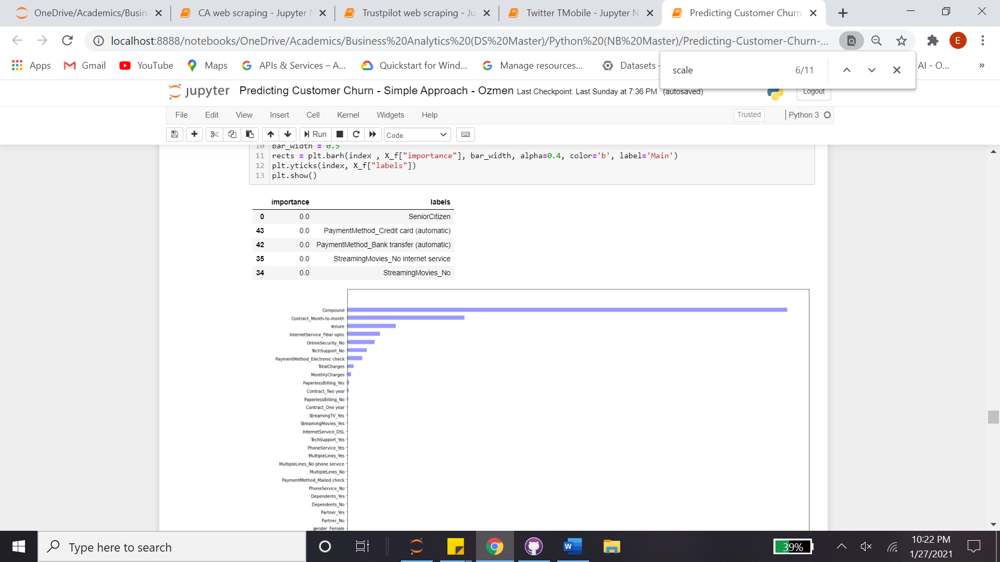 OneDrive/Academics/Busin
CA web scraping - Jupyter
Trustpilot web scraping - Ju
Twitter TMobile - Jupyter N
Predicting Customer Churn
localhost:8888/notebooks/OneDrive/Academics/Business%20Analytics%20(DS%20Master)/Python%20(NB%20Master)/Predicting-Customer-Churn-...
E
Apps
Gmail
YouTube
Maps
APIs & Services – A...
Quickstart for Wind...
Manage resources...
Datasets -
AI - O...
»
scale
6/11
jupyter
Predicting Customer Churn - Simple Approach - Ozmen
Last Checkpoint: Last Sunday at 7:36 PM (autosaved)
Logout
File Edit View Insert Cell Kernel Widgets Help
Trusted
Python 3
Run
Code
10 bar_width = 0.5
11 rects = plt.barh(index , X_f["importance"], bar_width, alpha=0.4, color='b', label='Main')
12 plt.yticks(index, X_f["labels"])
13 plt.show()
importance labels
0 0.0 SeniorCitizen
43 0.0 PaymentMethod_Credit card (automatic)
42 0.0 PaymentMethod_Bank transfer (automatic)
35 0.0 StreamingMovies_No internet service
34 0.0 StreamingMovies_No
Compound
Contract_Month-to-month
tenure
InternetService_Fiber optic
OnlineSecurity_No
TechSupport_No
PaymentMethod_Electronic check
TotalCharges
MonthlyCharges
PaperlessBilling_Yes
Contract_Two year
PaperlessBilling_No
Contract_One year
StreamingTV_Yes
StreamingMovies_Yes
InternetService_DSL
TechSupport_Yes
PhoneService_Yes
MultipleLines_Yes
MultipleLines_No phone service
MultipleLines_No
PaymentMethod_Mailed check
PhoneService_No
Dependents_Yes
Dependents_No
Partner_Yes
Partner_No
gender_Female
Type here to search
W
39%
10:22 PM
1/27/2021